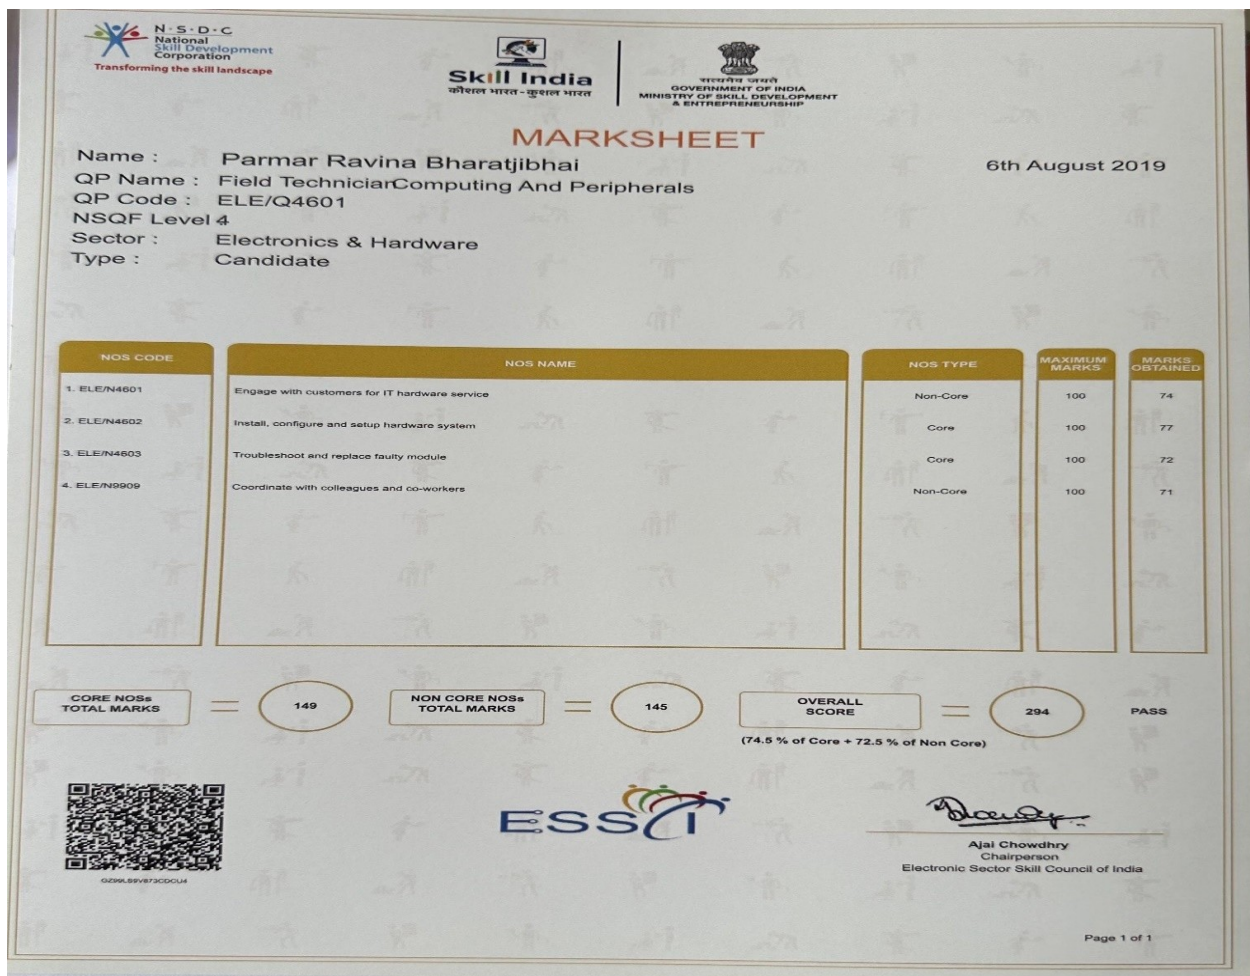 N·S·D·C
National
Skill Development
Corporation
Transforming the skill landscape
Skill India
कौशल भारत - कुशल भारत
सत्यमेव जयते
GOVERNMENT OF INDIA
MINISTRY OF SKILL DEVELOPMENT
& ENTREPRENEURSHIP
MARKSHEET
6th August 2019
Name : Parmar Ravina Bharatjibhai
QP Name : Field TechnicianComputing And Peripherals
QP Code : ELE/Q4601
NSQF Level 4
Sector : Electronics & Hardware
Type : Candidate
NOS CODE NOS NAME NOS TYPE MAXIMUM MARKS MARKS OBTAINED
1. ELE/N4601 Engage with customers for IT hardware service Non-Core 100 74
2. ELE/N4602 Install, configure and setup hardware system Core 100 77
3. ELE/N4603 Troubleshoot and replace faulty module Core 100 72
4. ELE/N9909 Coordinate with colleagues and co-workers Non-Core 100 71
CORE NOSs TOTAL MARKS = 149 NON CORE NOSs TOTAL MARKS = 145 OVERALL SCORE = 294 PASS
(74.5 % of Core + 72.5 % of Non Core)
ESSCI
Ajai Chowdhry
Chairperson
Electronic Sector Skill Council of India
Page 1 of 1